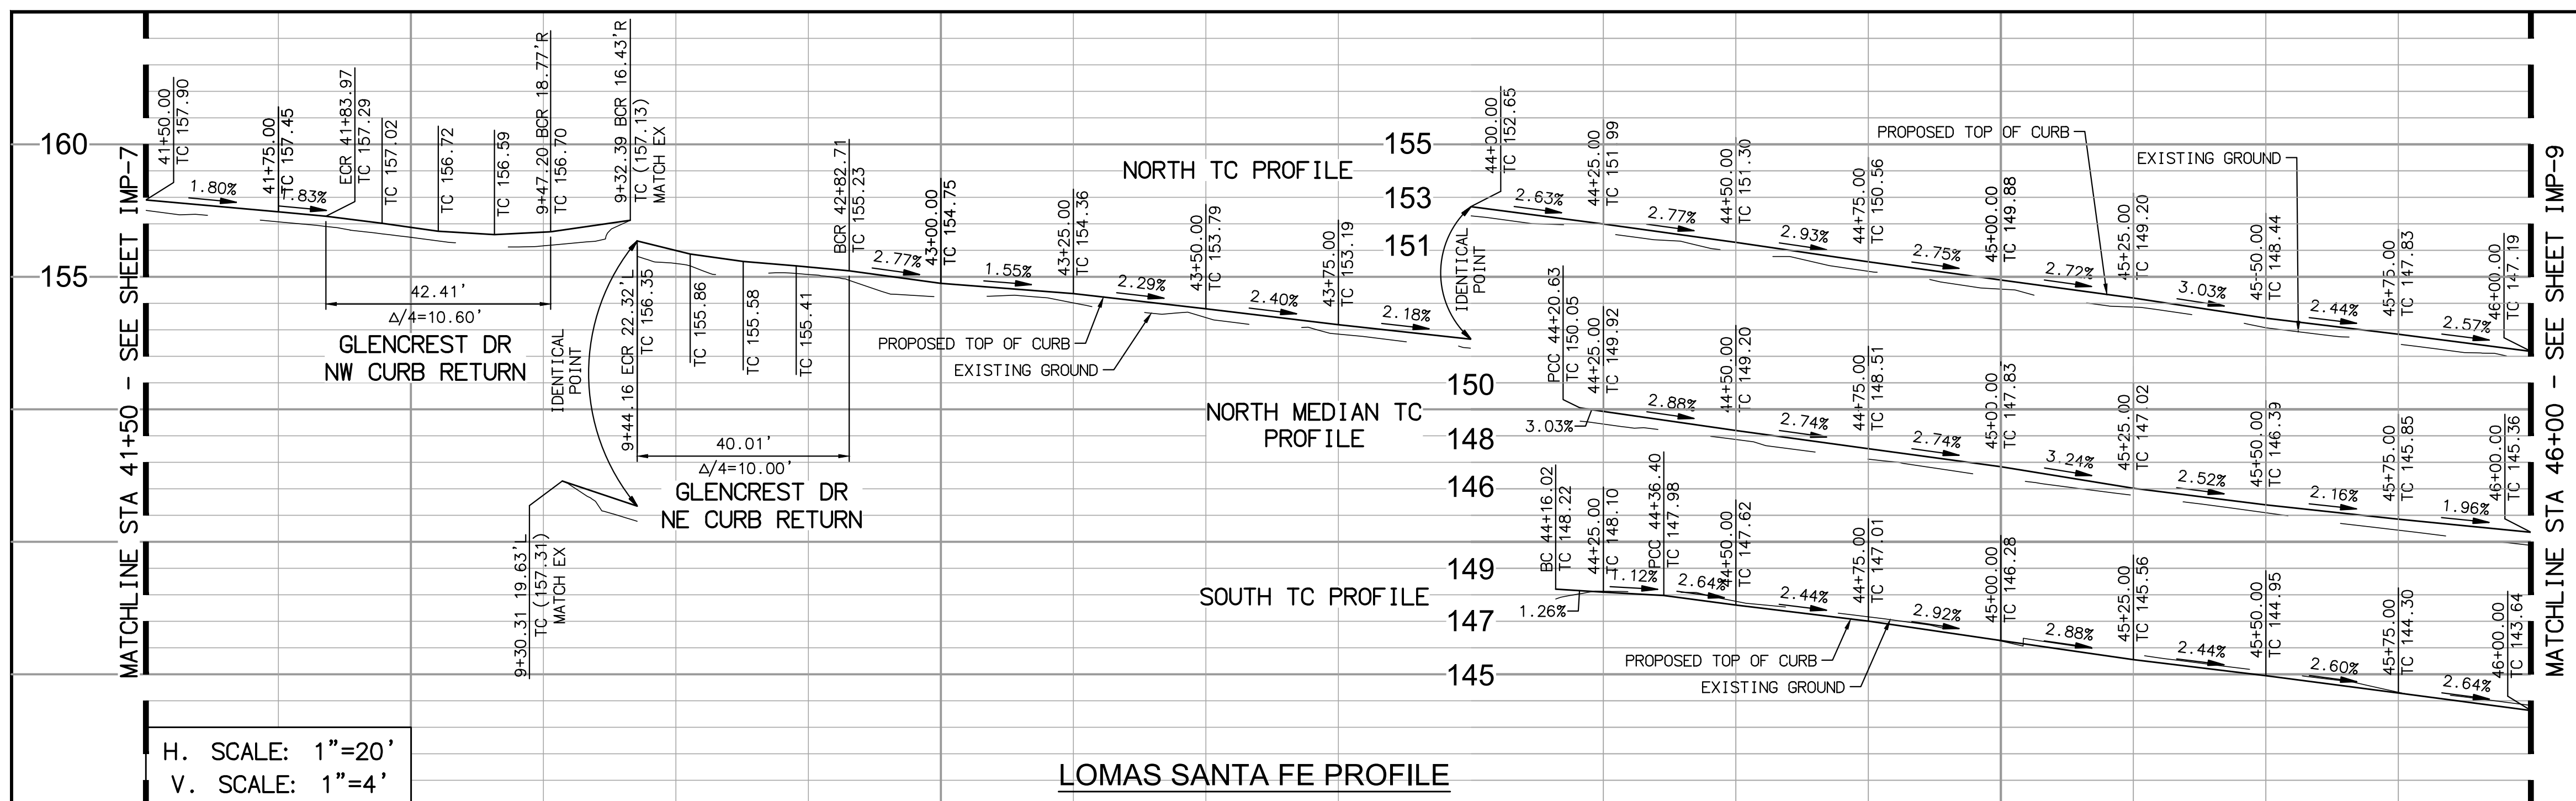 MATCHLINE STA 41+50 - SEE SHEET IMP-7
160
155
41+50.00
TC 157.90
1.80%
41+75.00
TC 157.45
1.83%
ECR 41+83.97
TC 157.29
TC 157.02
TC 156.72
TC 156.59
9+47.20 BCR 18.77'R
TC 156.70
9+32.39 BCR 16.43'R
TC (157.13)
MATCH EX
42.41'
Δ/4=10.60'
GLENCREST DR
NW CURB RETURN
IDENTICAL
POINT
9+44.16 ECR 22.32'L
TC 156.35
TC 155.86
TC 155.58
TC 155.41
BCR 42+82.71
TC 155.23
40.01'
Δ/4=10.00'
GLENCREST DR
NE CURB RETURN
9+30.31 19.63'L
TC (157.31)
MATCH EX
2.77%
43+00.00
TC 154.75
1.55%
43+25.00
TC 154.36
2.29%
43+50.00
TC 153.79
2.40%
43+75.00
TC 153.19
2.18%
PROPOSED TOP OF CURB
EXISTING GROUND
NORTH TC PROFILE
155
153
151
IDENTICAL
POINT
44+00.00
TC 152.65
2.63%
44+25.00
TC 151.99
2.77%
44+50.00
TC 151.30
2.93%
44+75.00
TC 150.56
2.75%
45+00.00
TC 149.88
2.72%
45+25.00
TC 149.20
3.03%
45+50.00
TC 148.44
2.44%
45+75.00
TC 147.83
2.57%
46+00.00
TC 147.19
PROPOSED TOP OF CURB
EXISTING GROUND
NORTH MEDIAN TC
PROFILE
150
148
146
PCC 44+20.63
TC 150.05
3.03%
44+25.00
TC 149.92
2.88%
44+50.00
TC 149.20
2.74%
44+75.00
TC 148.51
2.74%
45+00.00
TC 147.83
3.24%
45+25.00
TC 147.02
2.52%
45+50.00
TC 146.39
2.16%
45+75.00
TC 145.85
1.96%
46+00.00
TC 145.36
SOUTH TC PROFILE
149
147
145
BC 44+16.02
TC 148.22
1.26%
44+25.00
TC 148.10
1.12%
PCC 44+36.40
TC 147.98
2.64%
44+50.00
TC 147.62
2.44%
44+75.00
TC 147.01
2.92%
45+00.00
TC 146.28
2.88%
45+25.00
TC 145.56
2.44%
45+50.00
TC 144.95
2.60%
45+75.00
TC 144.30
2.64%
46+00.00
TC 143.64
PROPOSED TOP OF CURB
EXISTING GROUND
MATCHLINE STA 46+00 - SEE SHEET IMP-9
H. SCALE: 1"=20'
V. SCALE: 1"=4'
LOMAS SANTA FE PROFILE